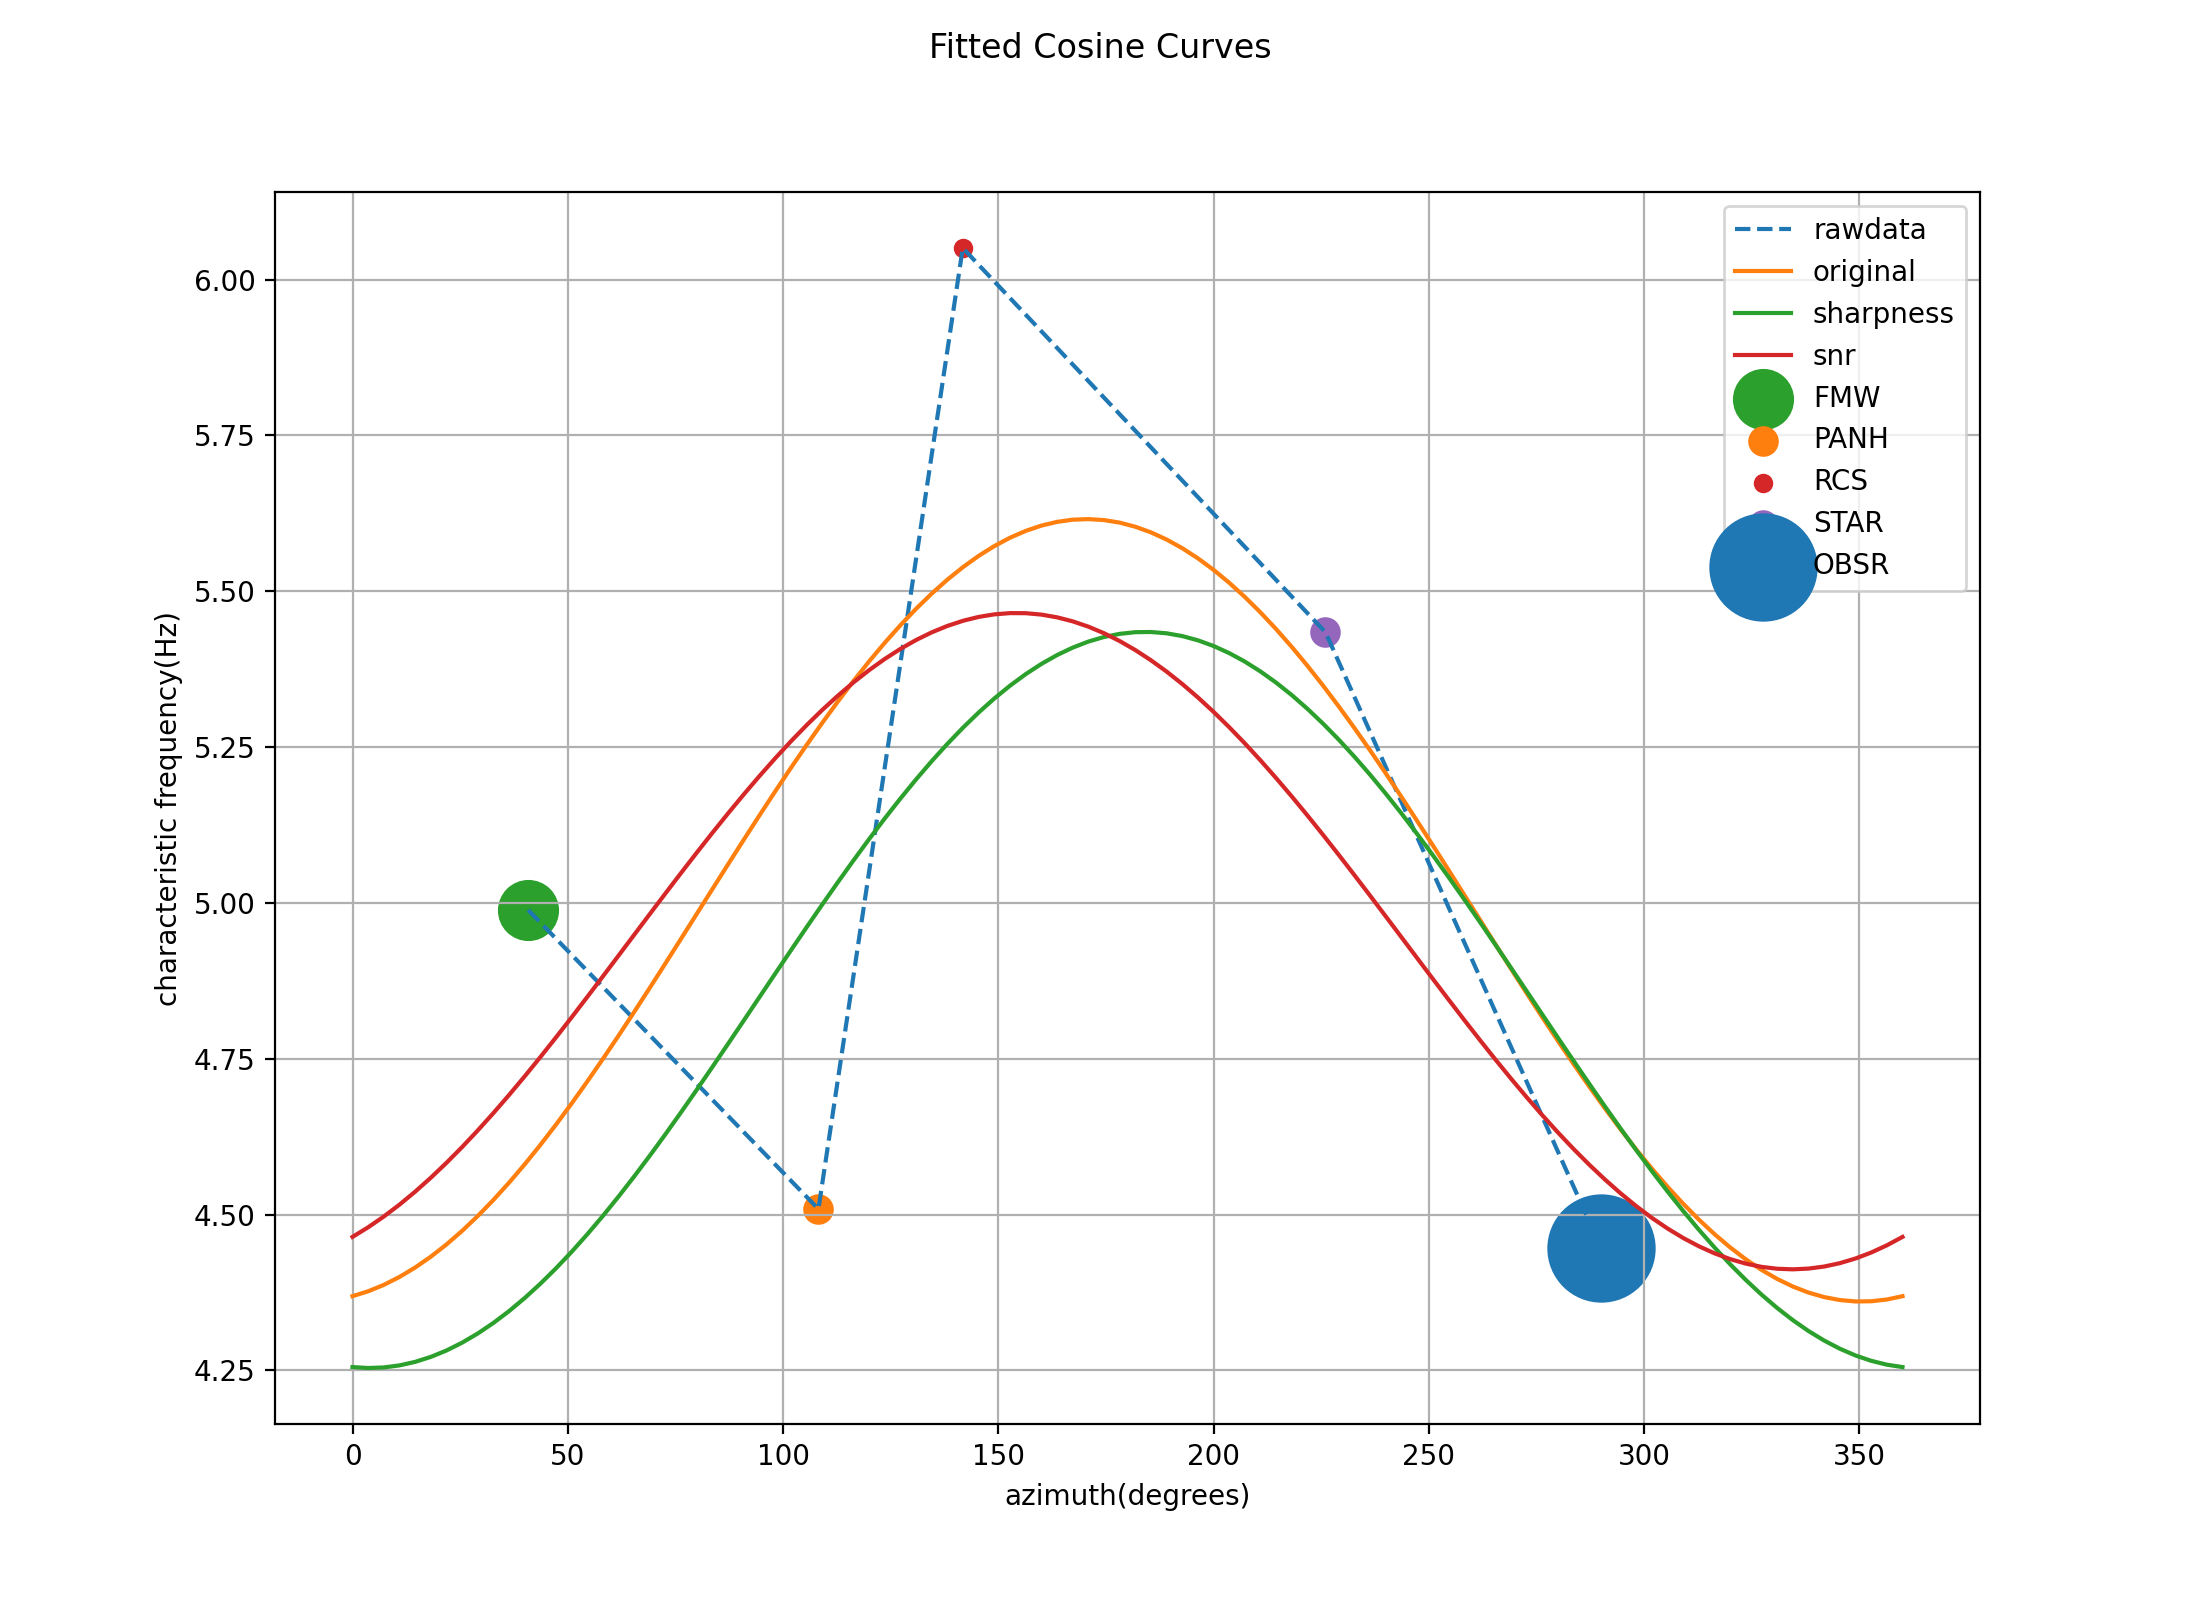 Fitted Cosine Curves
rawdata
original
sharpness
snr
FMW
PANH
RCS
STAR
OBSR
characteristic frequency(Hz)
6.00
5.75
5.50
5.25
5.00
4.75
4.50
4.25
0 50 100 150 200 250 300 350
azimuth(degrees)